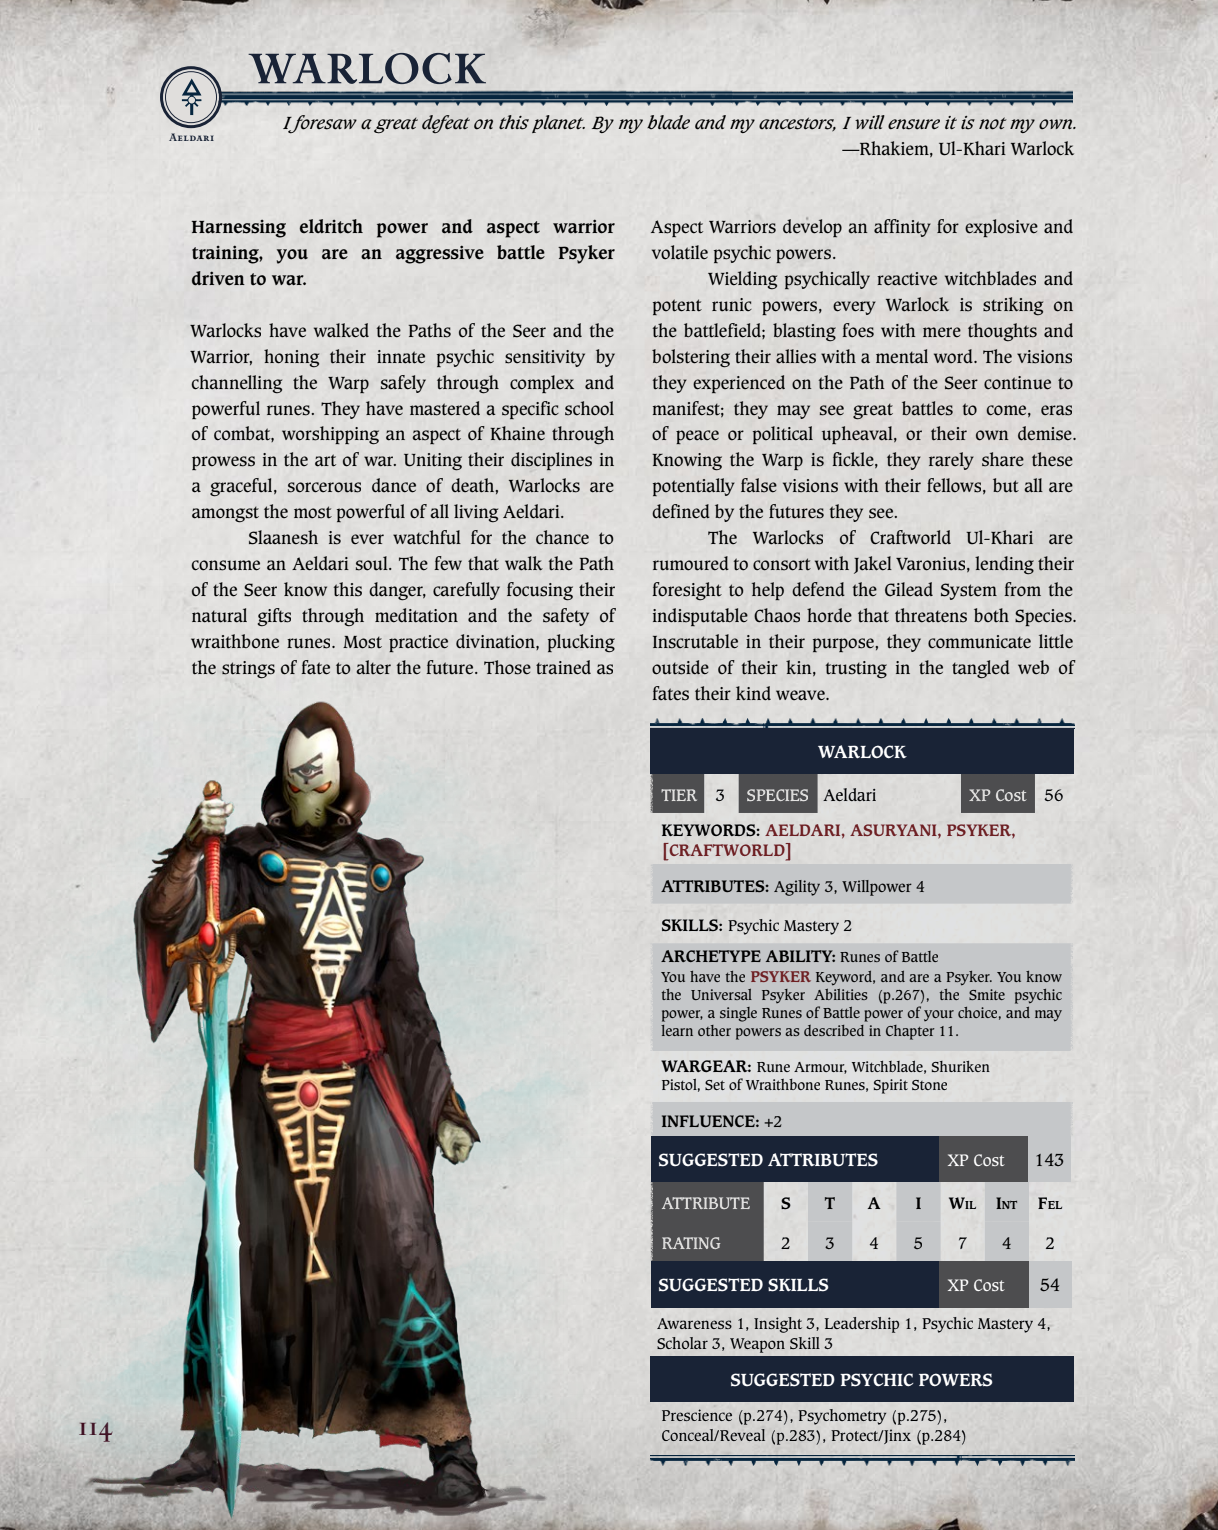 WARLOCK
AELDARI
I foresaw a great defeat on this planet. By my blade and my ancestors, I will ensure it is not my own.
—Rhakiem, Ul-Khari Warlock
Harnessing eldritch power and aspect warrior
training, you are an aggressive battle Psyker
driven to war.
Warlocks have walked the Paths of the Seer and the
Warrior, honing their innate psychic sensitivity by
channelling the Warp safely through complex and
powerful runes. They have mastered a specific school
of combat, worshipping an aspect of Khaine through
prowess in the art of war. Uniting their disciplines in
a graceful, sorcerous dance of death, Warlocks are
amongst the most powerful of all living Aeldari.
Slaanesh is ever watchful for the chance to
consume an Aeldari soul. The few that walk the Path
of the Seer know this danger, carefully focusing their
natural gifts through meditation and the safety of
wraithbone runes. Most practice divination, plucking
the strings of fate to alter the future. Those trained as
Aspect Warriors develop an affinity for explosive and
volatile psychic powers.
Wielding psychically reactive witchblades and
potent runic powers, every Warlock is striking on
the battlefield; blasting foes with mere thoughts and
bolstering their allies with a mental word. The visions
they experienced on the Path of the Seer continue to
manifest; they may see great battles to come, eras
of peace or political upheaval, or their own demise.
Knowing the Warp is fickle, they rarely share these
potentially false visions with their fellows, but all are
defined by the futures they see.
The Warlocks of Craftworld Ul-Khari are
rumoured to consort with Jakel Varonius, lending their
foresight to help defend the Gilead System from the
indisputable Chaos horde that threatens both Species.
Inscrutable in their purpose, they communicate little
outside of their kin, trusting in the tangled web of
fates their kind weave.
WARLOCK
TIER 3 SPECIES Aeldari XP Cost 56
KEYWORDS: AELDARI, ASURYANI, PSYKER,
[CRAFTWORLD]
ATTRIBUTES: Agility 3, Willpower 4
SKILLS: Psychic Mastery 2
ARCHETYPE ABILITY: Runes of Battle
You have the PSYKER Keyword, and are a Psyker. You know
the Universal Psyker Abilities (p.267), the Smite psychic
power, a single Runes of Battle power of your choice, and may
learn other powers as described in Chapter 11.
WARGEAR: Rune Armour, Witchblade, Shuriken
Pistol, Set of Wraithbone Runes, Spirit Stone
INFLUENCE: +2
SUGGESTED ATTRIBUTES XP Cost 143
ATTRIBUTE S T A I WIL INT FEL
RATING 2 3 4 5 7 4 2
SUGGESTED SKILLS XP Cost 54
Awareness 1, Insight 3, Leadership 1, Psychic Mastery 4,
Scholar 3, Weapon Skill 3
SUGGESTED PSYCHIC POWERS
Prescience (p.274), Psychometry (p.275),
Conceal/Reveal (p.283), Protect/Jinx (p.284)
114